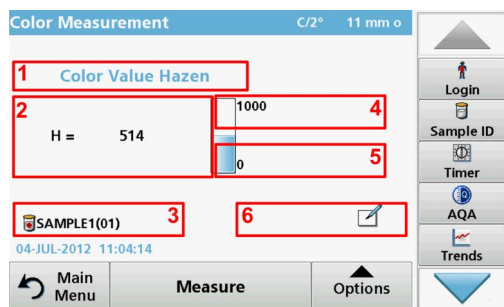 Color Measurement C/2° 11 mm o
1 Color Value Hazen
2
H = 514
1000 4
0 5
SAMPLE1(01) 3
6
04-JUL-2012 11:04:14
Main Menu
Measure
Options
Login
Sample ID
Timer
AQA
Trends